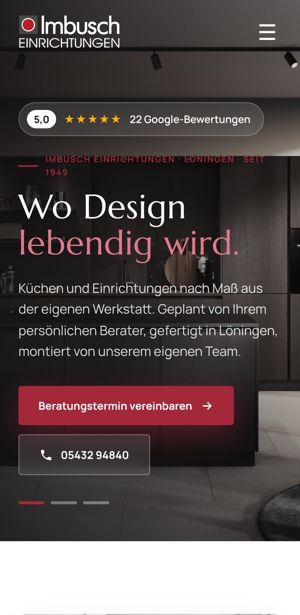 Imbusch
EINRICHTUNGEN
5,0 ★★★★★ 22 Google-Bewertungen
IMBUSCH EINRICHTUNGEN · LÖNINGEN · SEIT
1949
Wo Design
lebendig wird.
Küchen und Einrichtungen nach Maß aus
der eigenen Werkstatt. Geplant von Ihrem
persönlichen Berater, gefertigt in Löningen,
montiert von unserem eigenen Team.
Beratungstermin vereinbaren →
05432 94840